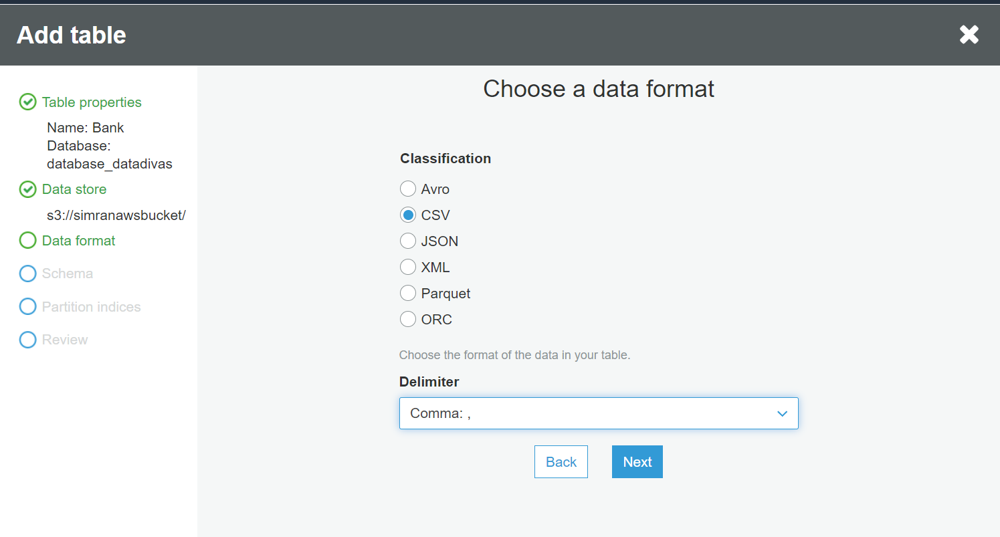 Add table
Table properties
Name: Bank
Database:
database_datadivas
Data store
s3://simranawsbucket/
Data format
Schema
Partition indices
Review
Choose a data format
Classification
Avro
CSV
JSON
XML
Parquet
ORC
Choose the format of the data in your table.
Delimiter
Comma: ,
Back
Next